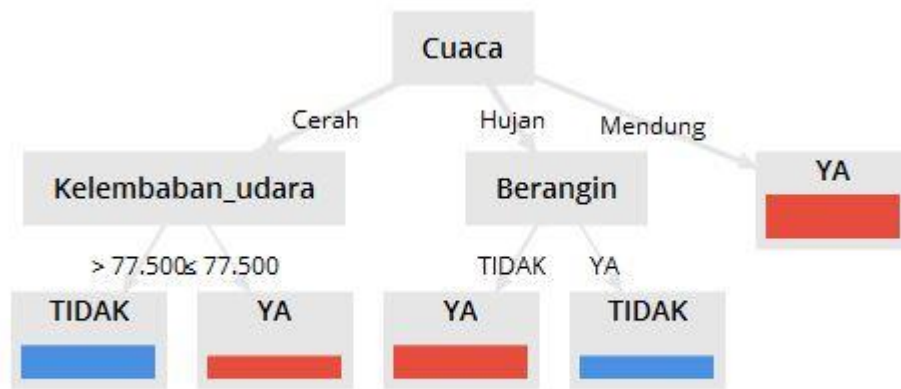 Cuaca
Cerah
Hujan
Mendung
Kelembaban_udara
Berangin
YA
> 77.500
≤ 77.500
TIDAK
YA
TIDAK
YA
YA
TIDAK